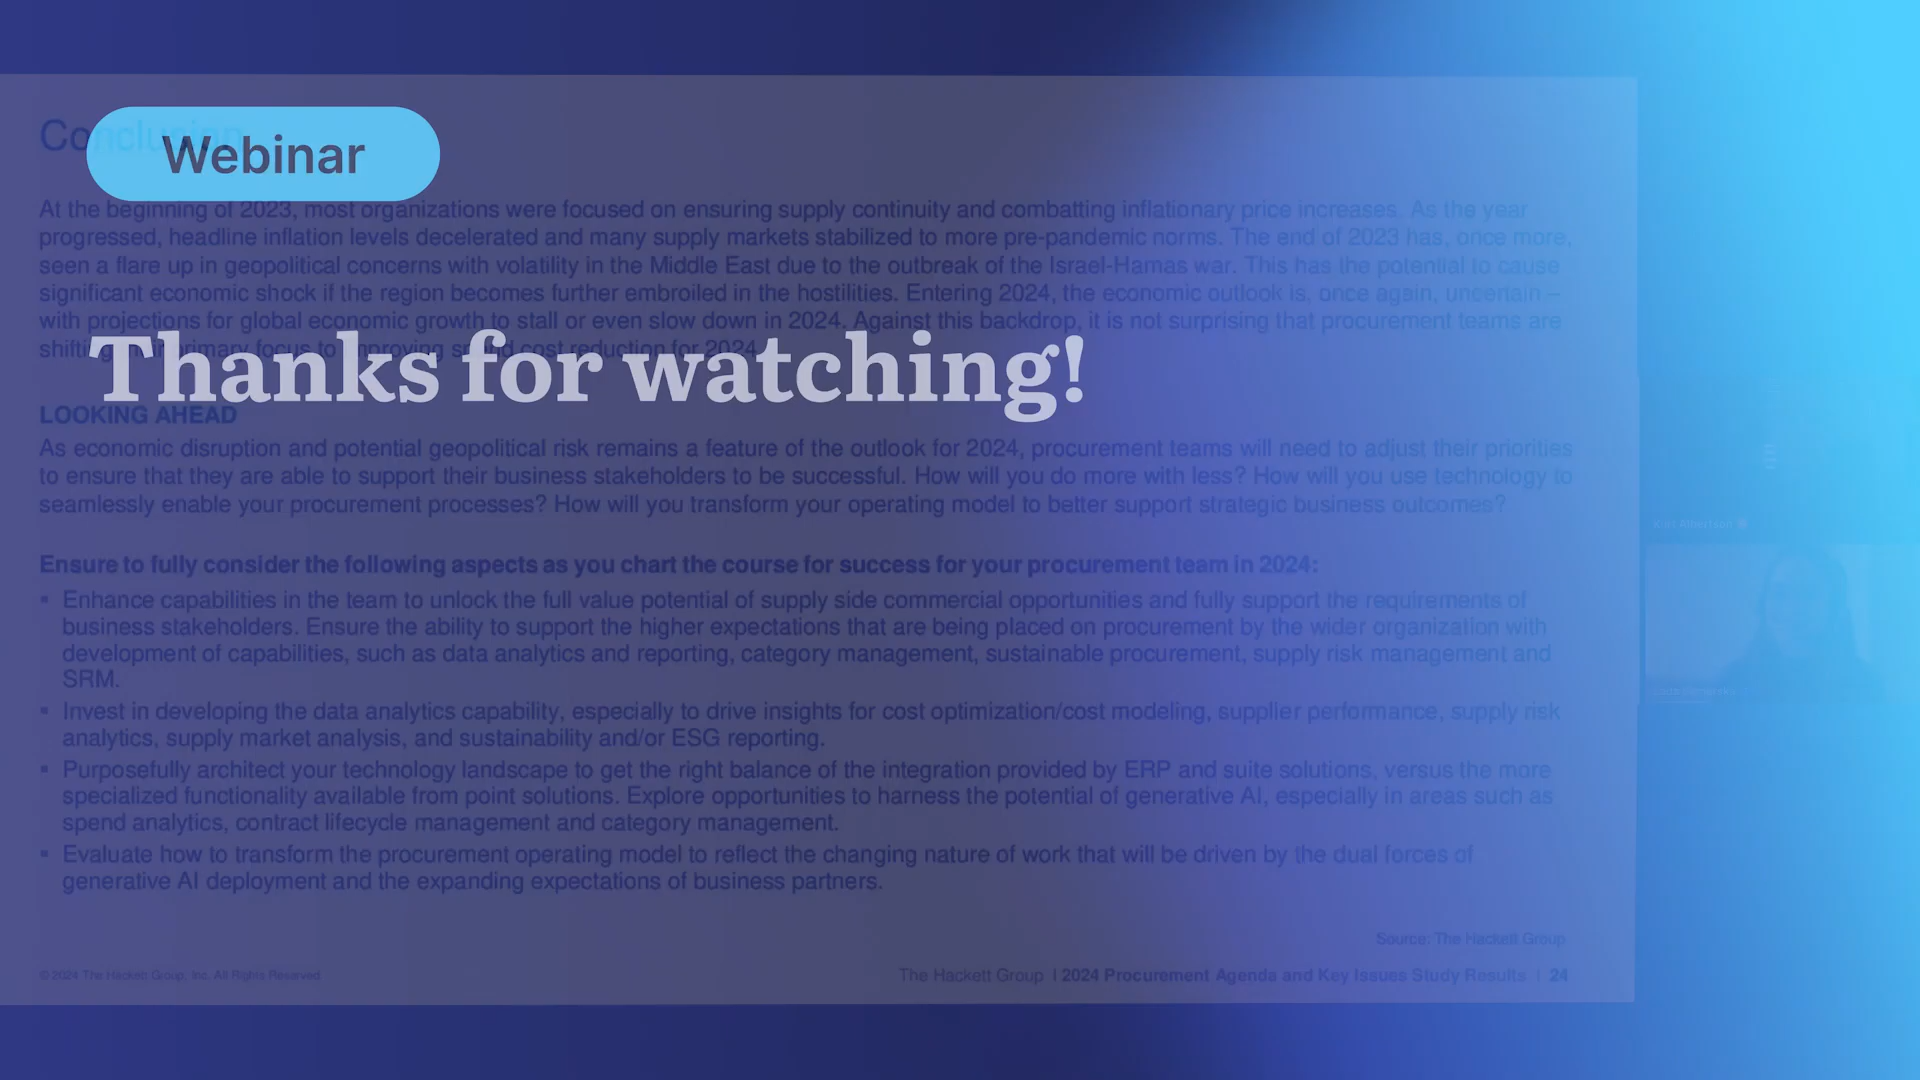 Conclusion
Webinar
At the beginning of 2023, most organizations were focused on ensuring supply continuity and combatting inflationary price increases. As the year
progressed, headline inflation levels decelerated and many supply markets stabilized to more pre-pandemic norms. The end of 2023 has, once more,
seen a flare up in geopolitical concerns with volatility in the Middle East due to the outbreak of the Israel-Hamas war. This has the potential to cause
significant economic shock if the region becomes further embroiled in the hostilities. Entering 2024, the economic outlook is, once again, uncertain –
with projections for global economic growth to stall or even slow down in 2024. Against this backdrop, it is not surprising that procurement teams are
shifting their primary focus to improving spend cost reduction for 2024.
Thanks for watching!
LOOKING AHEAD
As economic disruption and potential geopolitical risk remains a feature of the outlook for 2024, procurement teams will need to adjust their priorities
to ensure that they are able to support their business stakeholders to be successful. How will you do more with less? How will you use technology to
seamlessly enable your procurement processes? How will you transform your operating model to better support strategic business outcomes?
Ensure to fully consider the following aspects as you chart the course for success for your procurement team in 2024:
▪ Enhance capabilities in the team to unlock the full value potential of supply side commercial opportunities and fully support the requirements of
business stakeholders. Ensure the ability to support the higher expectations that are being placed on procurement by the wider organization with
development of capabilities, such as data analytics and reporting, category management, sustainable procurement, supply risk management and
SRM.
▪ Invest in developing the data analytics capability, especially to drive insights for cost optimization/cost modeling, supplier performance, supply risk
analytics, supply market analysis, and sustainability and/or ESG reporting.
▪ Purposefully architect your technology landscape to get the right balance of the integration provided by ERP and suite solutions, versus the more
specialized functionality available from point solutions. Explore opportunities to harness the potential of generative AI, especially in areas such as
spend analytics, contract lifecycle management and category management.
▪ Evaluate how to transform the procurement operating model to reflect the changing nature of work that will be driven by the dual forces of
generative AI deployment and the expanding expectations of business partners.
Source: The Hackett Group
© 2024 The Hackett Group, Inc. All Rights Reserved
The Hackett Group | 2024 Procurement Agenda and Key Issues Study Results | 24